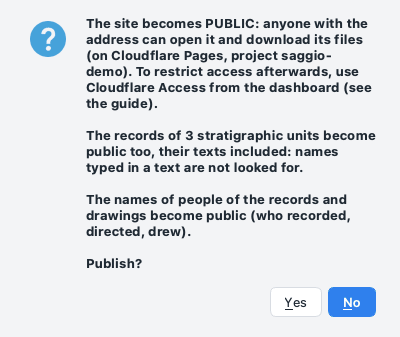 The site becomes PUBLIC: anyone with the
address can open it and download its files
(on Cloudflare Pages, project saggio-
demo). To restrict access afterwards, use
Cloudflare Access from the dashboard (see
the guide).
The records of 3 stratigraphic units become
public too, their texts included: names
typed in a text are not looked for.
The names of people of the records and
drawings become public (who recorded,
directed, drew).
Publish?
Yes
No